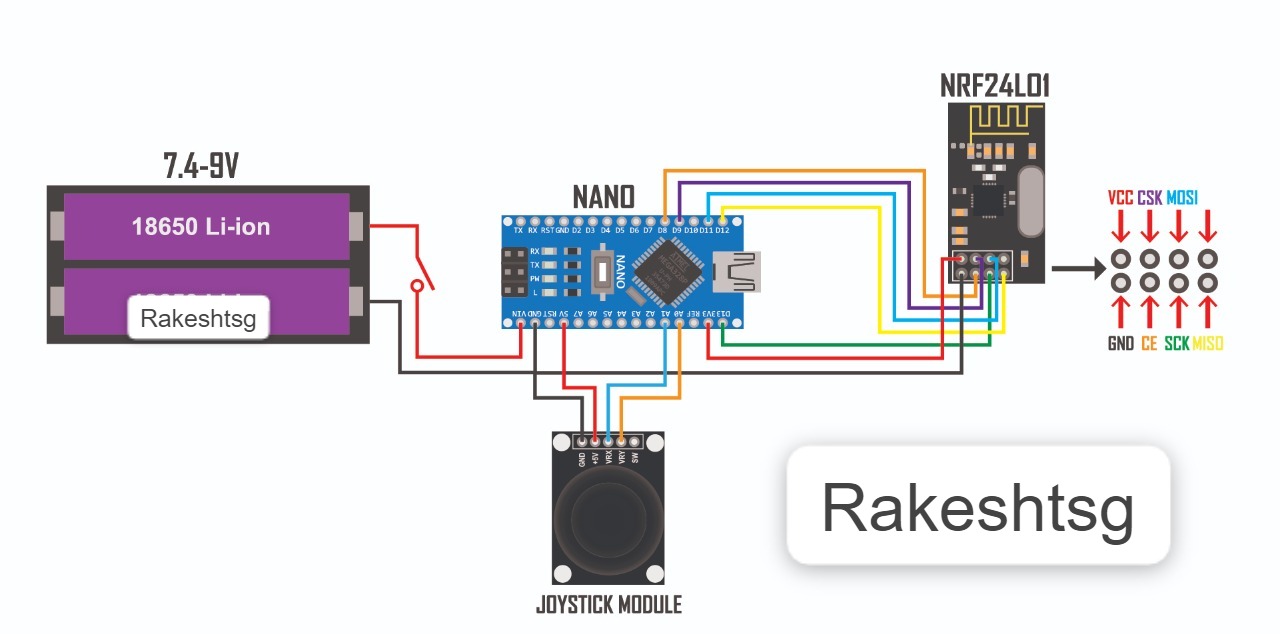 NRF24L01
7.4-9V
18650 Li-ion
Rakeshtsg
NANO
TX RX RST GND D2 D3 D4 D5 D6 D7 D8 D9 D10 D11 D12
RX
TX
PW
L
NANO
VIN GND RST 5V A7 A6 A5 A4 A3 A2 A1 A0 REF 3V3 D13
VCC CSK MOSI
GND CE SCK MISO
GND +5V VRX VRY SW
JOYSTICK MODULE
Rakeshtsg